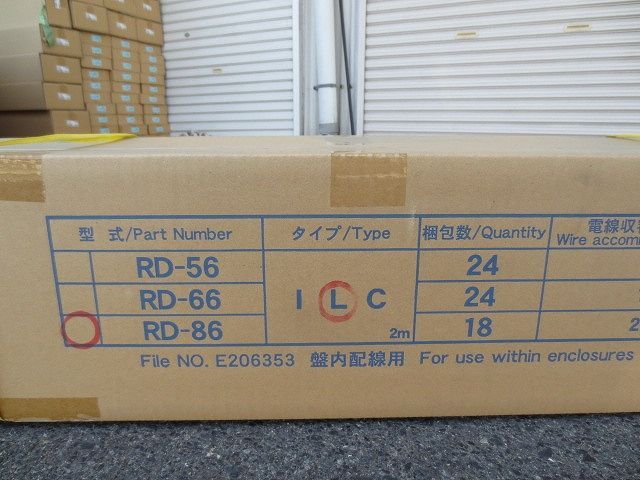 型 式/Part Number タイプ/Type 梱包数/Quantity 電線収
Wire accomm
RD-56 24
RD-66 I L C 24
RD-86 2m 18 2
File NO. E206353 盤内配線用 For use within enclosures